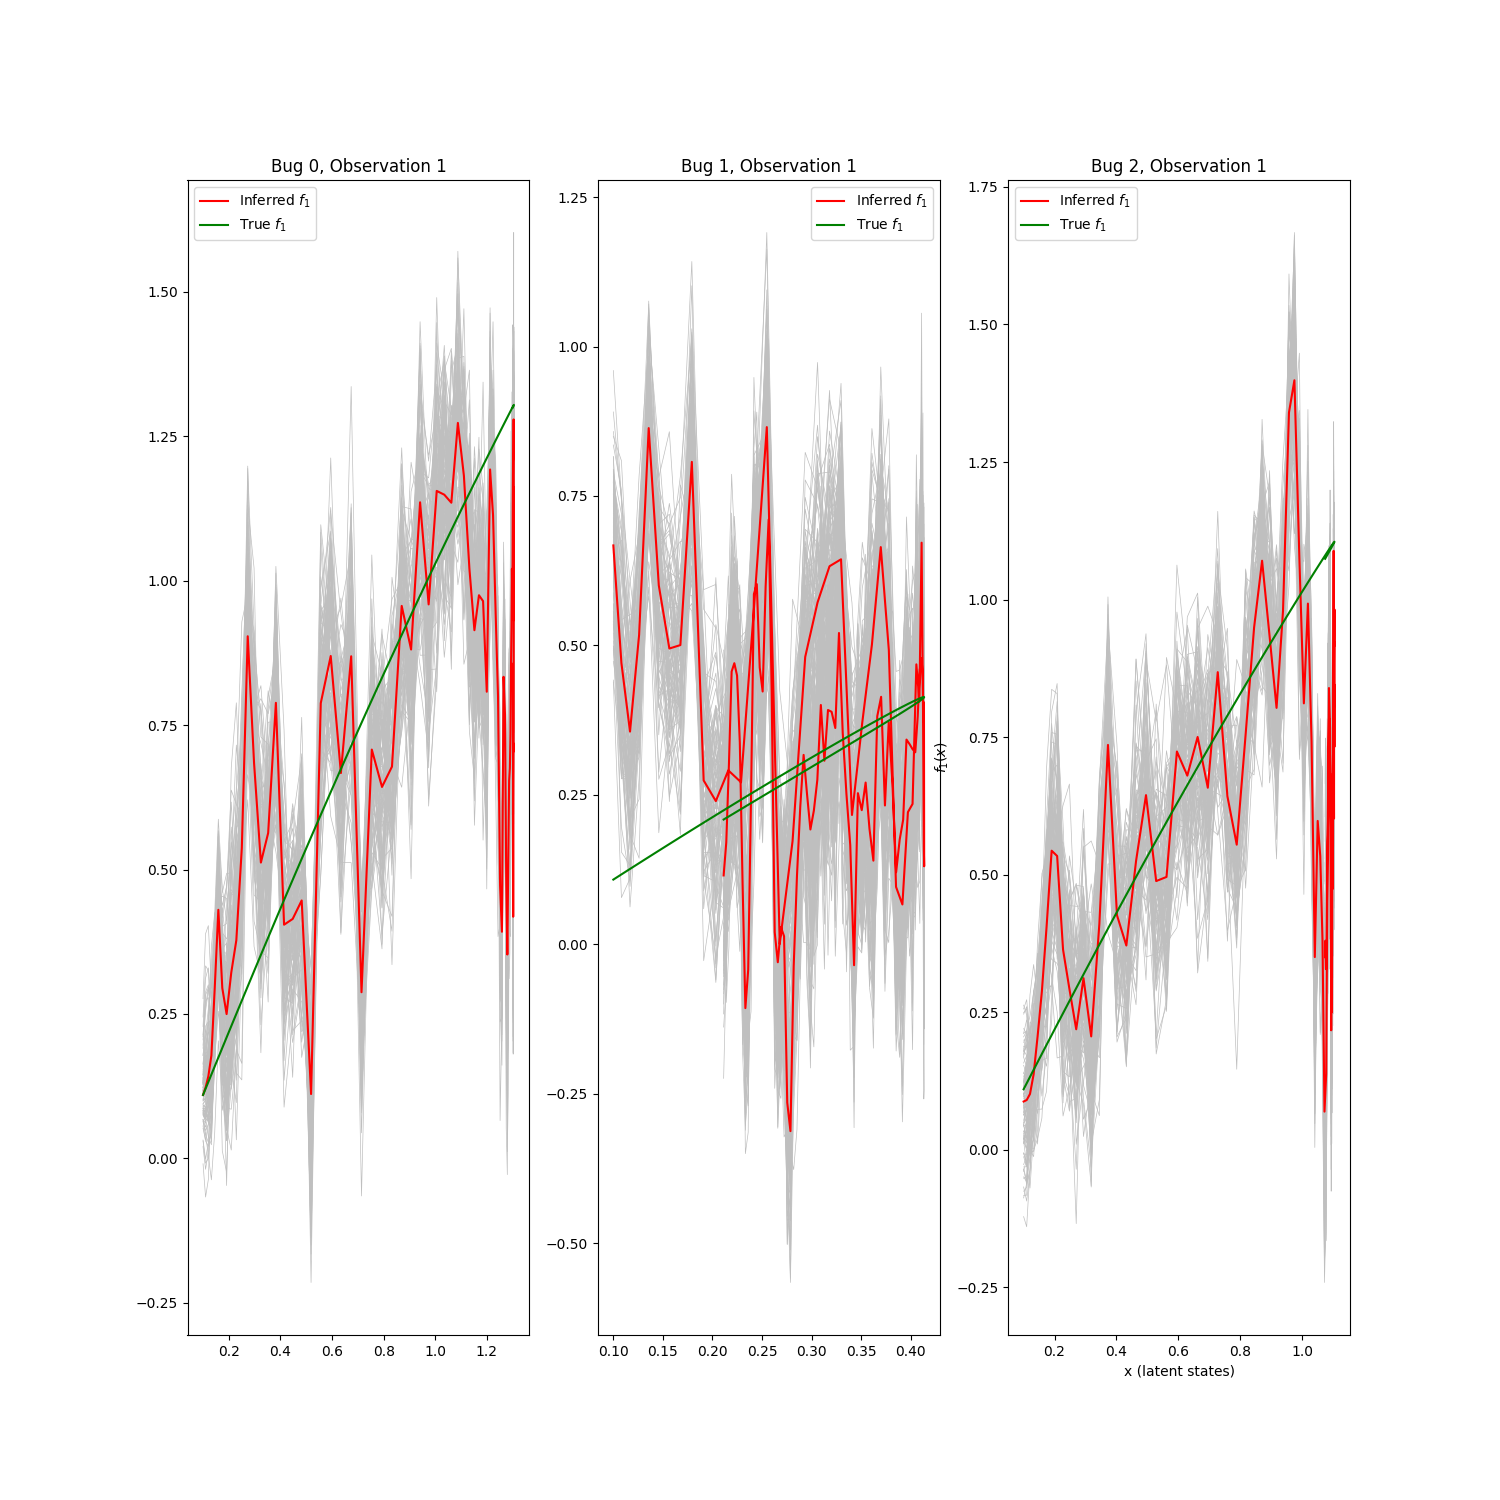 Bug 0, Observation 1
Inferred f₁
True f₁
1.50
1.25
1.00
0.75
0.50
0.25
0.00
−0.25
0.2 0.4 0.6 0.8 1.0 1.2
Bug 1, Observation 1
Inferred f₁
True f₁
1.25
1.00
0.75
0.50
0.25
0.00
−0.25
−0.50
0.10 0.15 0.20 0.25 0.30 0.35 0.40
Bug 2, Observation 1
Inferred f₁
True f₁
f₁(x)
1.75
1.50
1.25
1.00
0.75
0.50
0.25
0.00
−0.25
0.2 0.4 0.6 0.8 1.0
x (latent states)